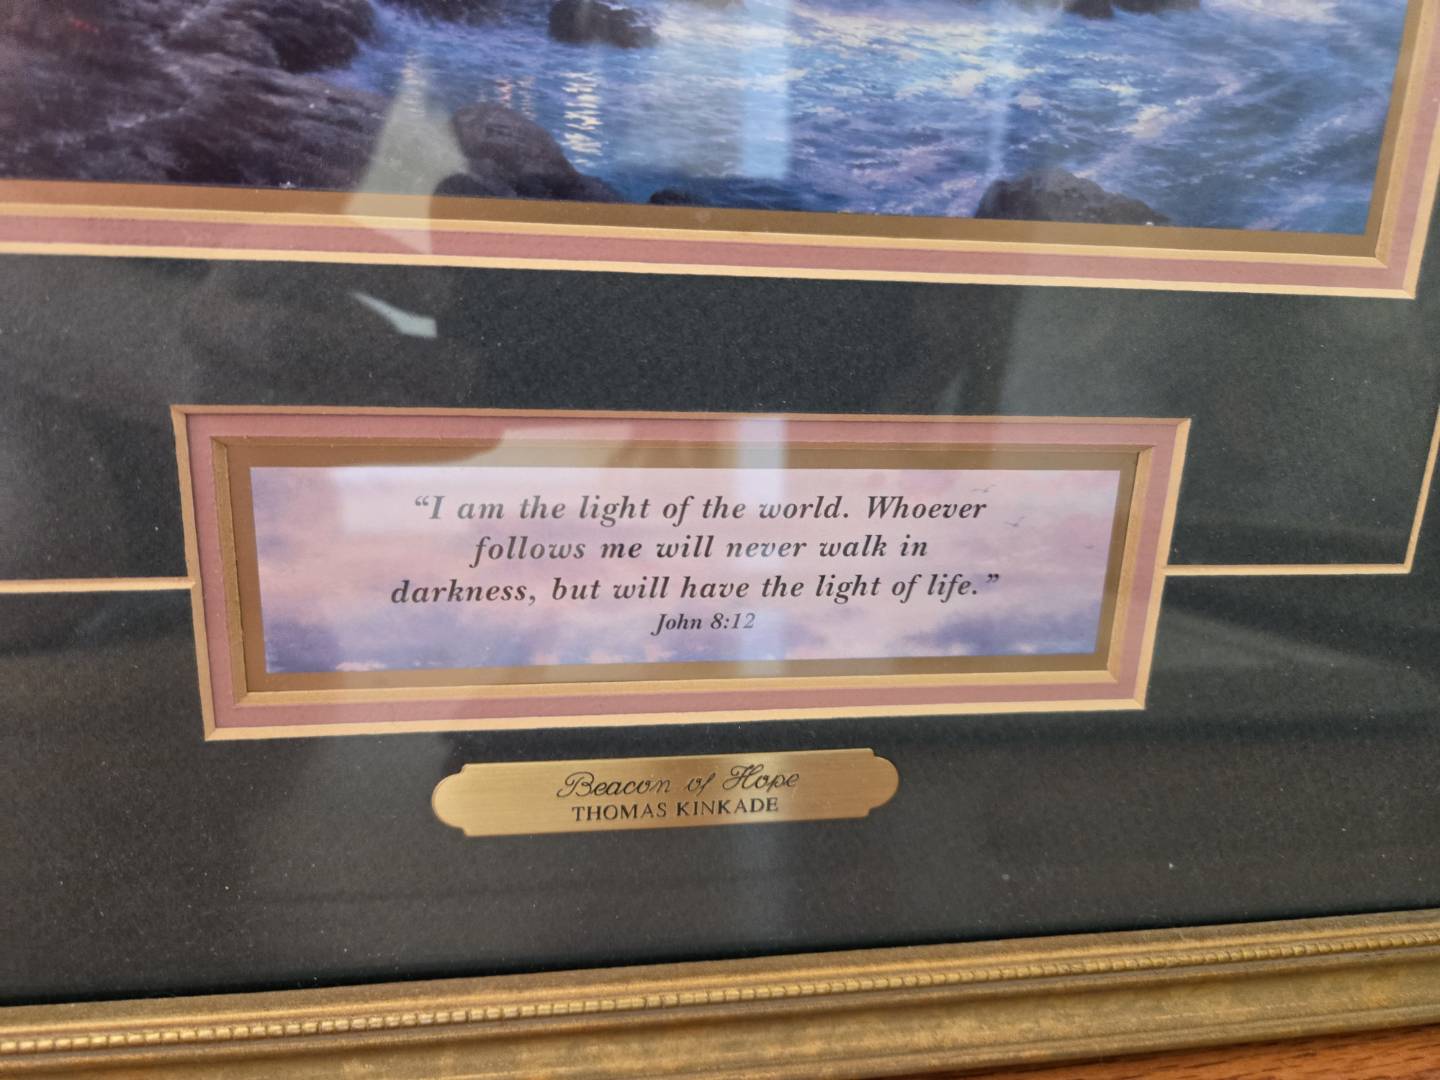 “I am the light of the world. Whoever
follows me will never walk in
darkness, but will have the light of life.”
John 8:12
Beacon of Hope
THOMAS KINKADE